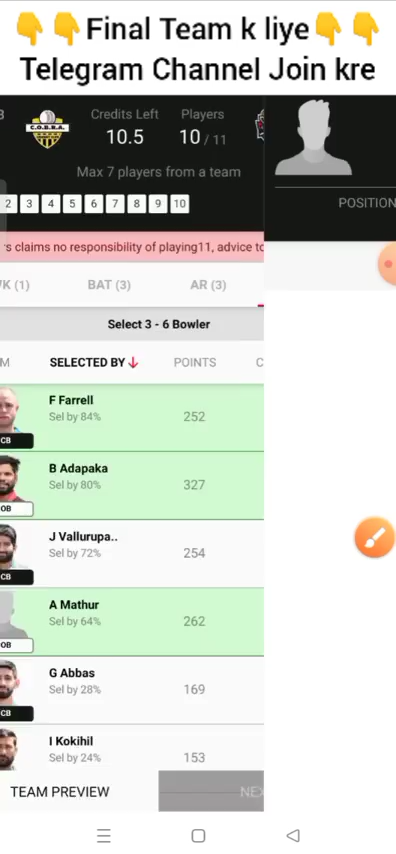 👇👇Final Team k liye👇👇
Telegram Channel Join kre
C.O.B.R.A.
Credits Left
10.5
Players
10 / 11
Max 7 players from a team
2 3 4 5 6 7 8 9 10
POSITION
's claims no responsibility of playing11, advice to
K (1)
BAT (3)
AR (3)
Select 3 - 6 Bowler
SELECTED BY ↓
POINTS
F Farrell
Sel by 84%
252
CB
B Adapaka
Sel by 80%
327
OB
J Vallurupa..
Sel by 72%
254
CB
A Mathur
Sel by 64%
262
OB
G Abbas
Sel by 28%
169
CB
I Kokihil
Sel by 24%
153
TEAM PREVIEW
NEX